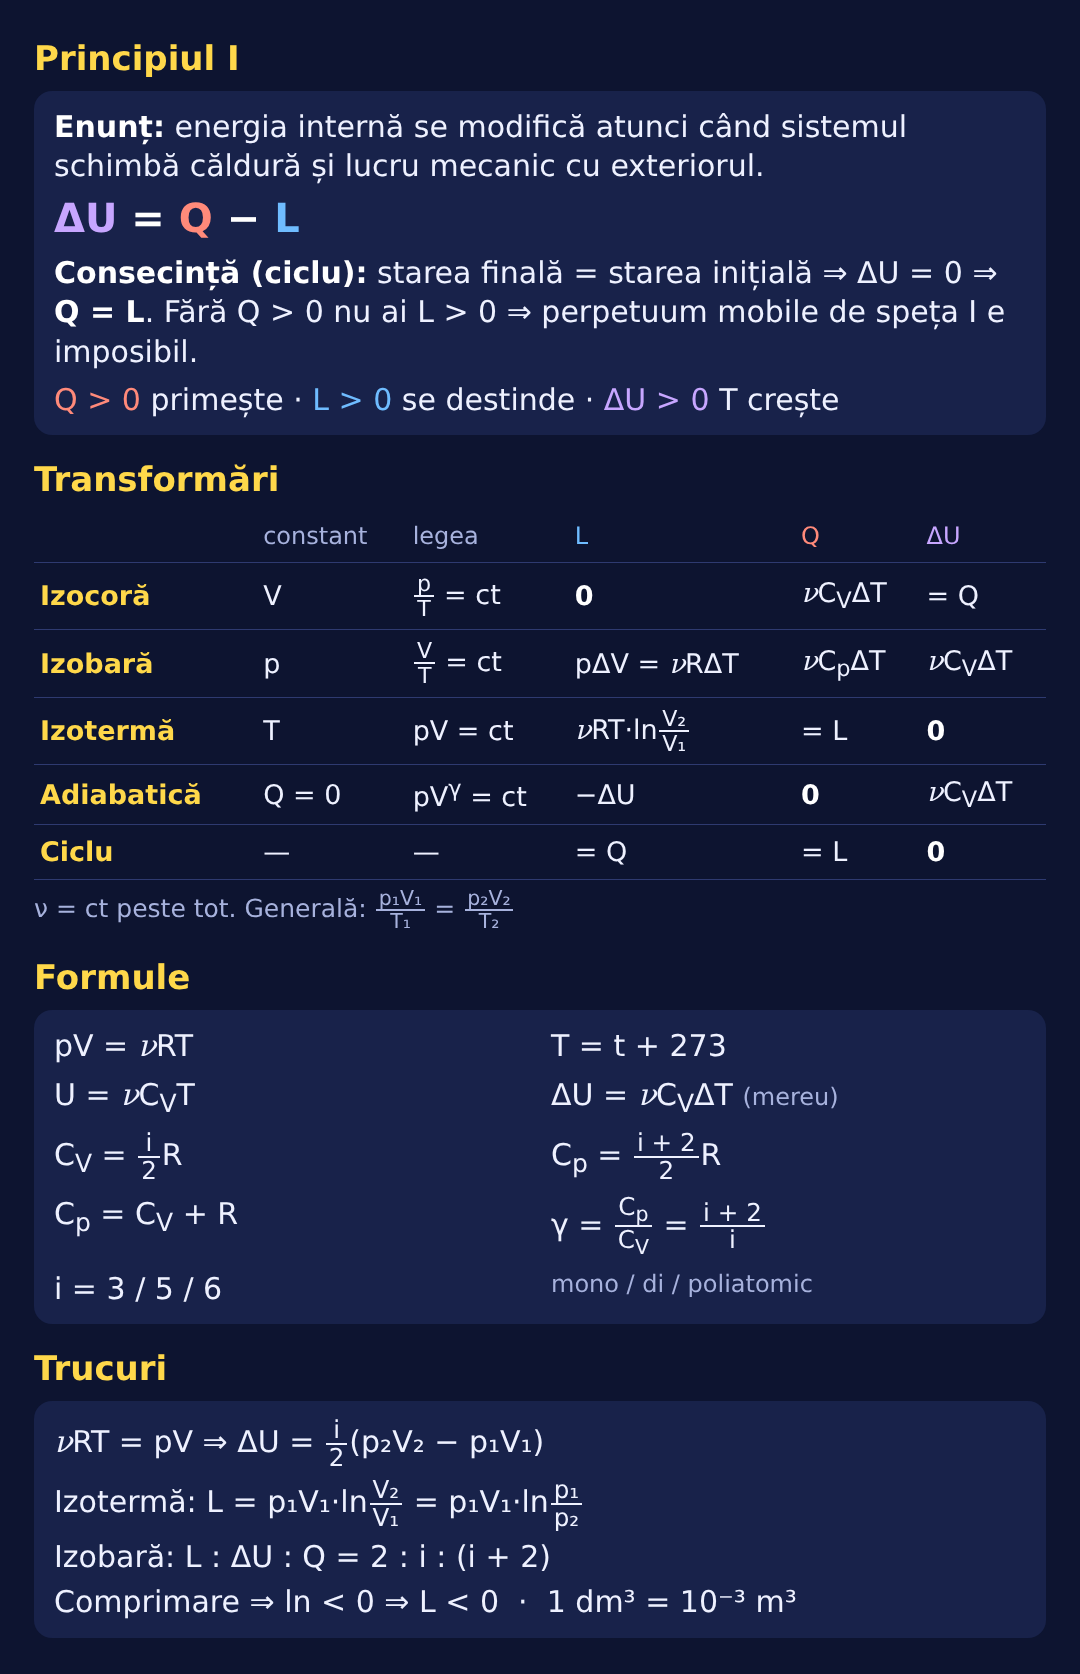 Principiul I
Enunț: energia internă se modifică atunci când sistemul
schimbă căldură și lucru mecanic cu exteriorul.
ΔU = Q − L
Consecință (ciclu): starea finală = starea inițială ⇒ ΔU = 0 ⇒
Q = L. Fără Q > 0 nu ai L > 0 ⇒ perpetuum mobile de speța I e
imposibil.
Q > 0 primește · L > 0 se destinde · ΔU > 0 T crește
Transformări
constant legea L Q ΔU
Izocoră V p/T = ct 0 νC_VΔT = Q
Izobară p V/T = ct pΔV = νRΔT νC_pΔT νC_VΔT
Izotermă T pV = ct νRT·ln V₂/V₁ = L 0
Adiabatică Q = 0 pV^γ = ct −ΔU 0 νC_VΔT
Ciclu — — = Q = L 0
ν = ct peste tot. Generală: p₁V₁/T₁ = p₂V₂/T₂
Formule
pV = νRT T = t + 273
U = νC_VT ΔU = νC_VΔT (mereu)
C_V = i/2 R C_p = (i + 2)/2 R
C_p = C_V + R γ = C_p/C_V = (i + 2)/i
i = 3 / 5 / 6 mono / di / poliatomic
Trucuri
νRT = pV ⇒ ΔU = i/2 (p₂V₂ − p₁V₁)
Izotermă: L = p₁V₁·ln V₂/V₁ = p₁V₁·ln p₁/p₂
Izobară: L : ΔU : Q = 2 : i : (i + 2)
Comprimare ⇒ ln < 0 ⇒ L < 0 · 1 dm³ = 10⁻³ m³